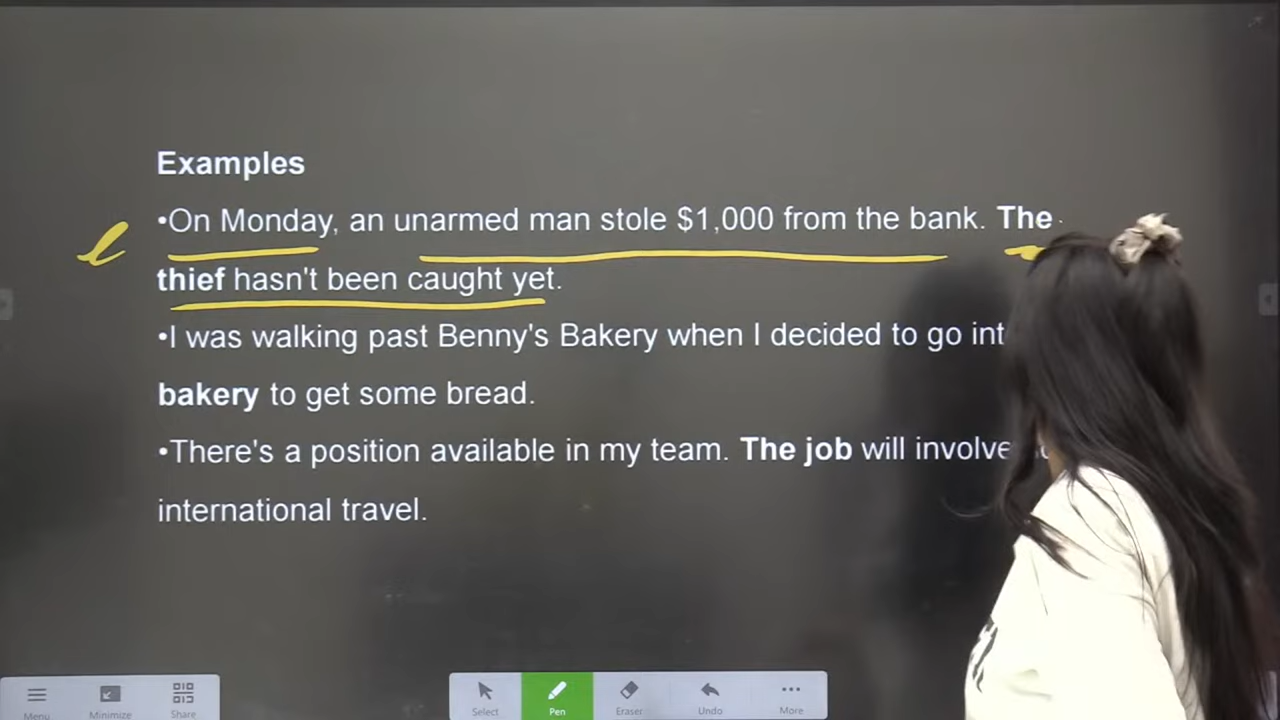 Examples
•On Monday, an unarmed man stole $1,000 from the bank. The
thief hasn't been caught yet.
•I was walking past Benny's Bakery when I decided to go
bakery to get some bread.
•There's a position available in my team. The job will involve
international travel.
Menu
Minimize
Share
Select
Pen
Eraser
Undo
More